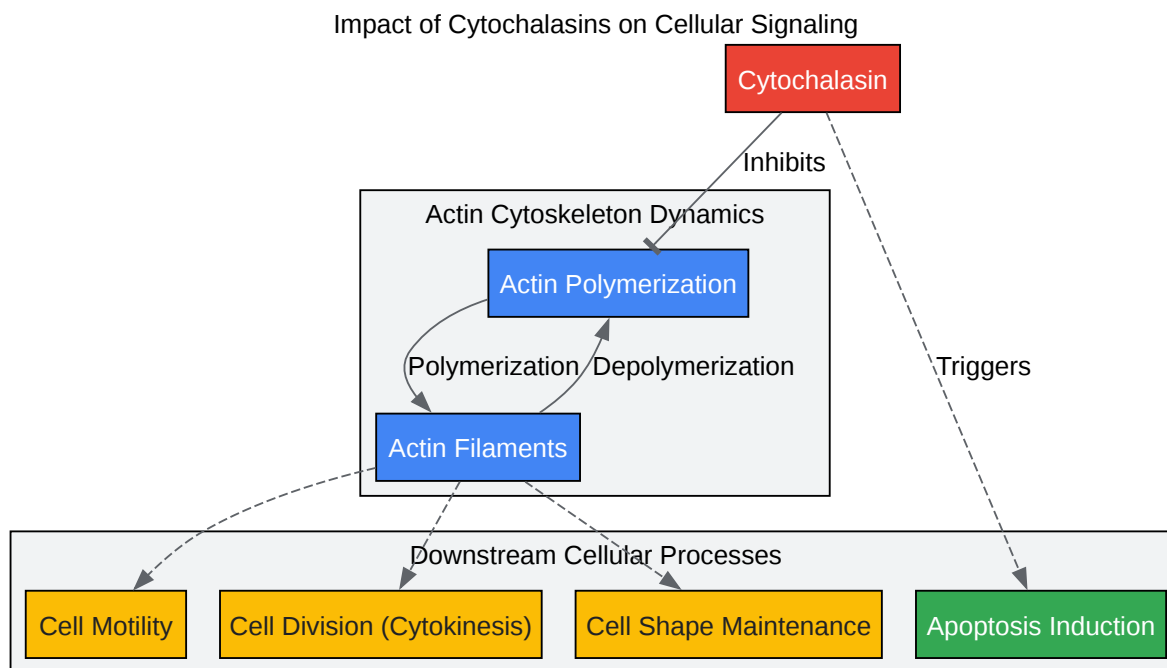 Impact of Cytochalasins on Cellular Signaling
Cytochalasin
Inhibits
Actin Cytoskeleton Dynamics
Actin Polymerization
Polymerization
Depolymerization
Triggers
Actin Filaments
Downstream Cellular Processes
Cell Motility
Cell Division (Cytokinesis)
Cell Shape Maintenance
Apoptosis Induction